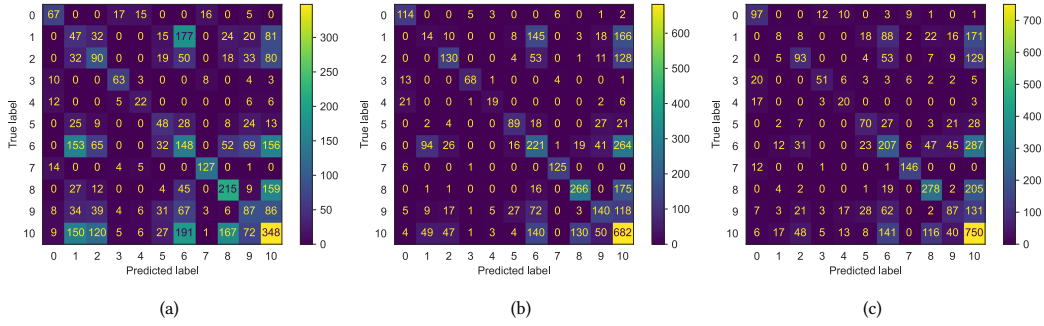 True label
0 67 0 0 17 15 0 0 16 0 5 0
1 0 47 32 0 0 15 177 0 24 20 81
2 0 32 90 0 0 19 50 0 18 33 80
3 10 0 0 63 4 0 0 8 0 4 3
4 12 0 0 5 22 0 0 0 0 6 6
5 0 25 9 0 0 48 28 0 8 24 13
6 0 153 65 0 0 32 148 0 52 69 156
7 14 0 0 4 5 0 0 127 0 1 0
8 0 27 12 0 0 4 45 0 215 9 159
9 8 34 39 4 6 31 67 3 6 87 86
10 9 150 120 5 6 27 191 1 167 72 348
0 1 2 3 4 5 6 7 8 9 10
Predicted label
300
250
200
150
100
50
0
(a)
True label
0 114 0 0 5 3 0 0 6 0 1 2
1 0 14 10 0 0 8 145 0 3 18 166
2 0 0 130 0 0 4 53 0 1 11 128
3 13 0 0 68 1 0 0 4 0 0 1
4 21 0 0 1 19 0 0 0 0 2 6
5 0 2 4 0 0 89 18 0 0 27 21
6 0 94 26 0 0 16 221 1 19 41 264
7 6 0 0 0 1 0 0 125 0 0 0
8 0 1 1 0 0 0 16 0 266 0 175
9 5 9 17 1 5 27 72 0 3 140 118
10 4 49 47 1 3 4 140 0 130 50 682
0 1 2 3 4 5 6 7 8 9 10
Predicted label
600
500
400
300
200
100
0
(b)
True label
0 97 0 0 12 10 0 3 9 1 0 1
1 0 8 8 0 0 18 88 2 22 16 171
2 0 5 93 0 0 4 53 0 7 9 129
3 20 0 0 51 6 3 3 6 2 2 5
4 17 0 0 3 20 0 0 0 0 0 3
5 0 2 7 0 0 70 27 0 3 21 28
6 0 12 31 0 0 23 207 6 47 45 287
7 12 0 0 0 1 0 0 146 0 0 0
8 0 4 2 0 0 1 19 0 278 2 205
9 7 3 21 3 17 28 62 0 2 87 131
10 6 17 48 5 13 8 141 0 116 40 750
0 1 2 3 4 5 6 7 8 9 10
Predicted label
700
600
500
400
300
200
100
0
(c)